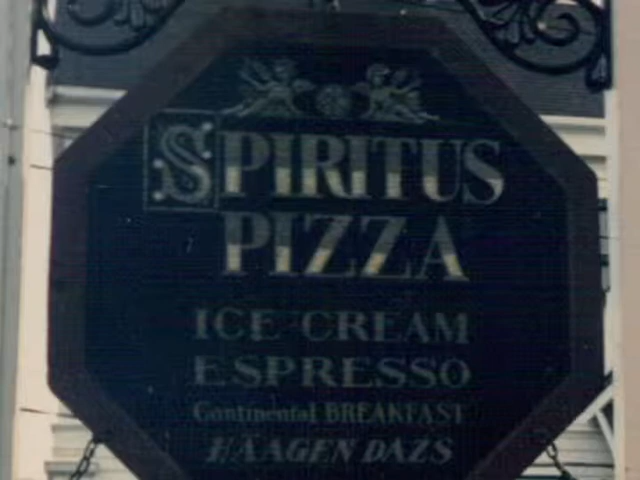 SPIRITUS
PIZZA
ICE CREAM
ESPRESSO
Continental BREAKFAST
HÄAGEN DAZS